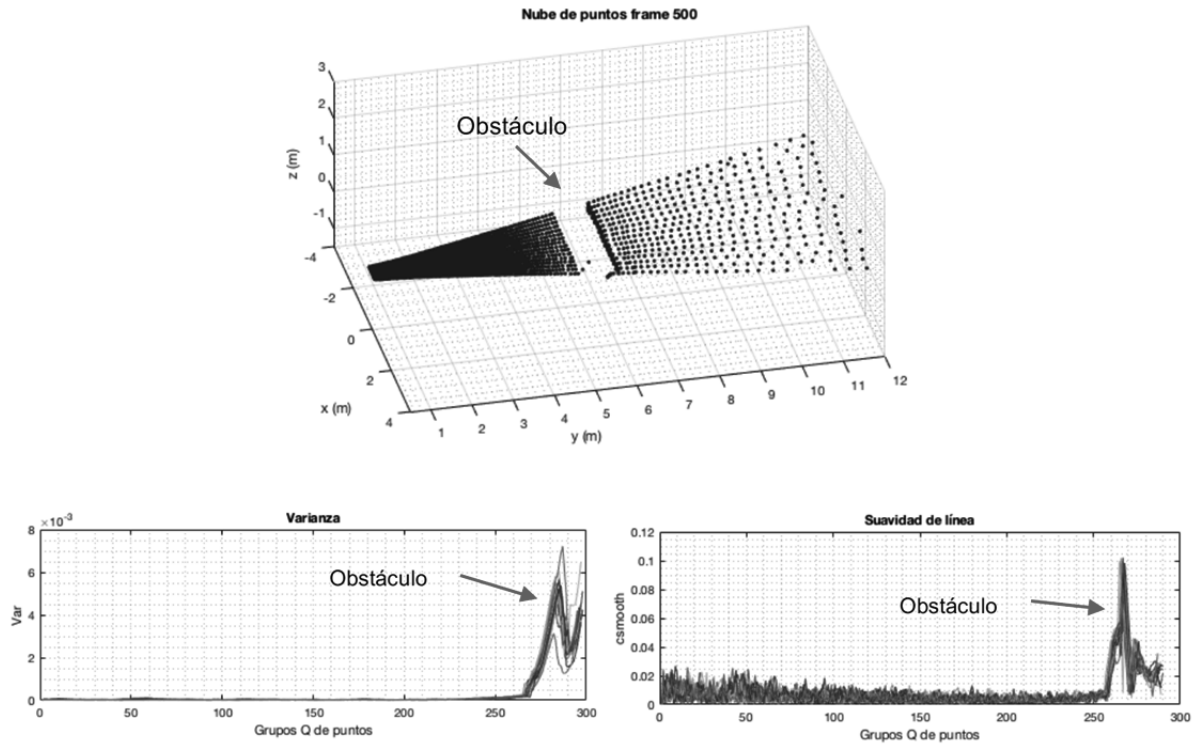 Nube de puntos frame 500
Obstáculo
z (m)
3
2
1
0
-1
-4
-2
0
2
4
x (m)
1
2
3
4
5
6
7
8
9
10
11
12
y (m)
Varianza
×10⁻³
8
6
4
2
0
Var
Obstáculo
0 50 100 150 200 250 300
Grupos Q de puntos
Suavidad de línea
0.12
0.1
0.08
0.06
0.04
0.02
0
csmooth
Obstáculo
0 50 100 150 200 250 300
Grupos Q de puntos